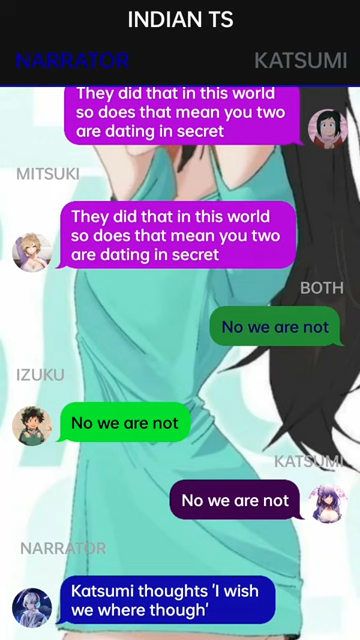 INDIAN TS
NARRATOR
KATSUMI
They did that in this world
so does that mean you two
are dating in secret
MITSUKI
They did that in this world
so does that mean you two
are dating in secret
BOTH
No we are not
IZUKU
No we are not
KATSUMI
No we are not
NARRATOR
Katsumi thoughts 'I wish
we where though'